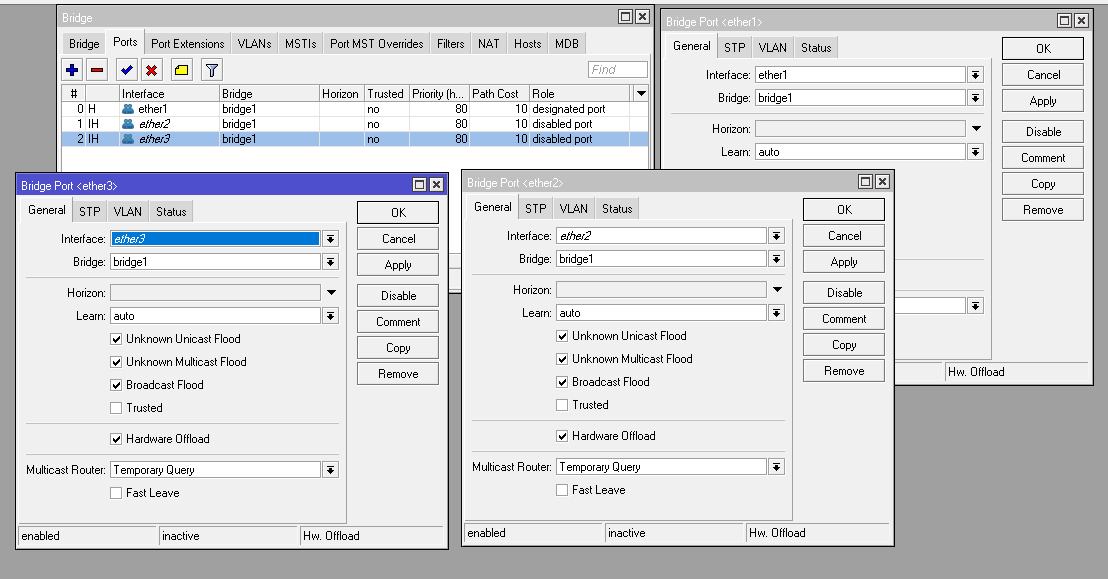 Bridge
Bridge Ports Port Extensions VLANs MSTIs Port MST Overrides Filters NAT Hosts MDB
Find
# Interface Bridge Horizon Trusted Priority (h... Path Cost Role
0 H ether1 bridge1 no 80 10 designated port
1 IH ether2 bridge1 no 80 10 disabled port
2 IH ether3 bridge1 no 80 10 disabled port
Bridge Port <ether1>
General STP VLAN Status
Interface: ether1
Bridge: bridge1
Horizon:
Learn: auto
OK
Cancel
Apply
Disable
Comment
Copy
Remove
Hw. Offload
Bridge Port <ether3>
General STP VLAN Status
Interface: ether3
Bridge: bridge1
Horizon:
Learn: auto
Unknown Unicast Flood
Unknown Multicast Flood
Broadcast Flood
Trusted
Hardware Offload
Multicast Router: Temporary Query
Fast Leave
OK
Cancel
Apply
Disable
Comment
Copy
Remove
enabled inactive Hw. Offload
Bridge Port <ether2>
General STP VLAN Status
Interface: ether2
Bridge: bridge1
Horizon:
Learn: auto
Unknown Unicast Flood
Unknown Multicast Flood
Broadcast Flood
Trusted
Hardware Offload
Multicast Router: Temporary Query
Fast Leave
OK
Cancel
Apply
Disable
Comment
Copy
Remove
enabled inactive Hw. Offload